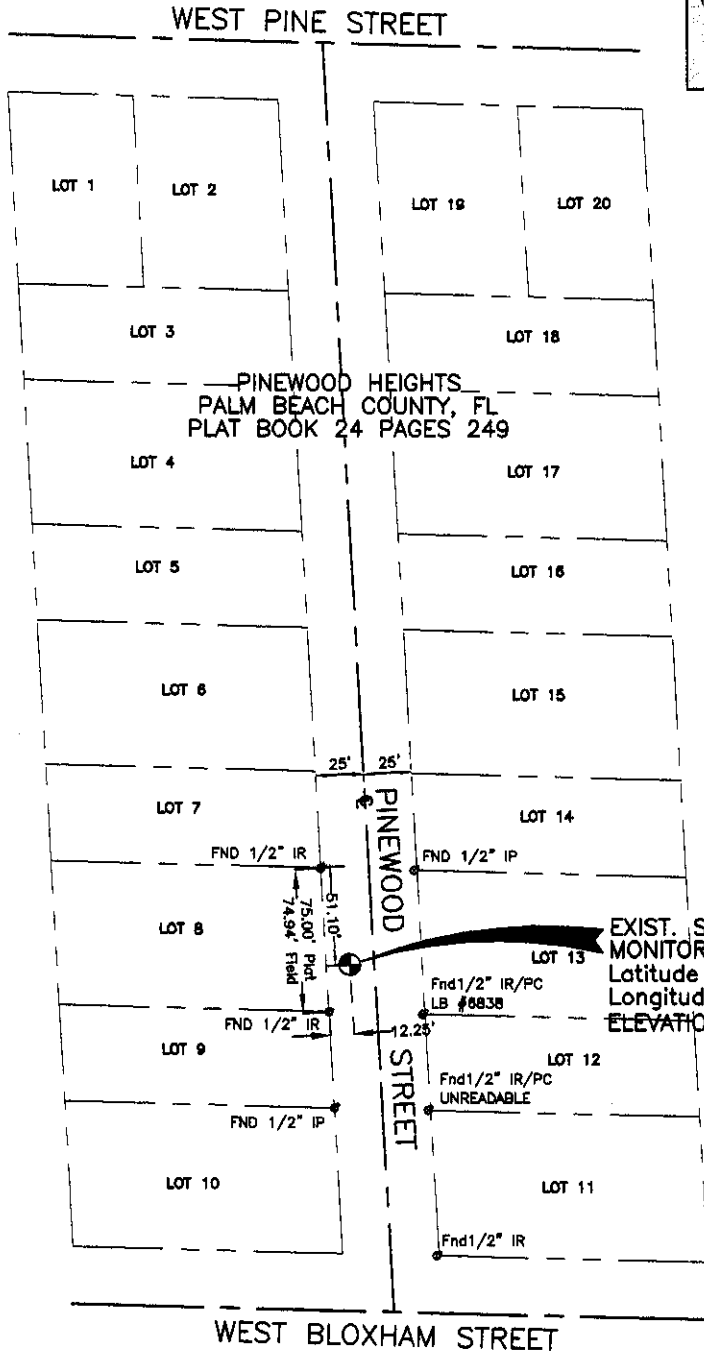 WEST PINE STREET
LOT 1
LOT 2
LOT 19
LOT 20
LOT 3
LOT 18
PINEWOOD HEIGHTS
PALM BEACH COUNTY, FL
PLAT BOOK 24 PAGES 249
LOT 4
LOT 17
LOT 5
LOT 16
LOT 6
LOT 15
25'
25'
LOT 7
LOT 14
PINEWOOD
FND 1/2" IR
FND 1/2" IP
51.10'
75.00' Plat
74.94' Field
LOT 8
LOT 13
EXIST. S
MONITOR
Latitude
Longitud
ELEVATIO
Fnd1/2" IR/PC
LB #6838
FND 1/2" IR
12.25'
LOT 9
LOT 12
STREET
Fnd1/2" IR/PC
UNREADABLE
FND 1/2" IP
LOT 10
LOT 11
Fnd1/2" IR
WEST BLOXHAM STREET